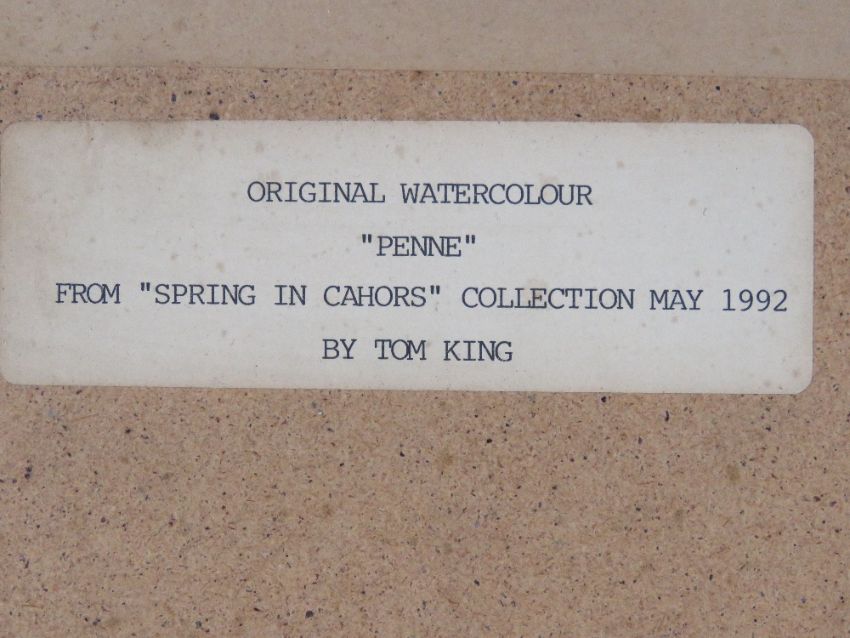 ORIGINAL WATERCOLOUR
"PENNE"
FROM "SPRING IN CAHORS" COLLECTION MAY 1992
BY TOM KING